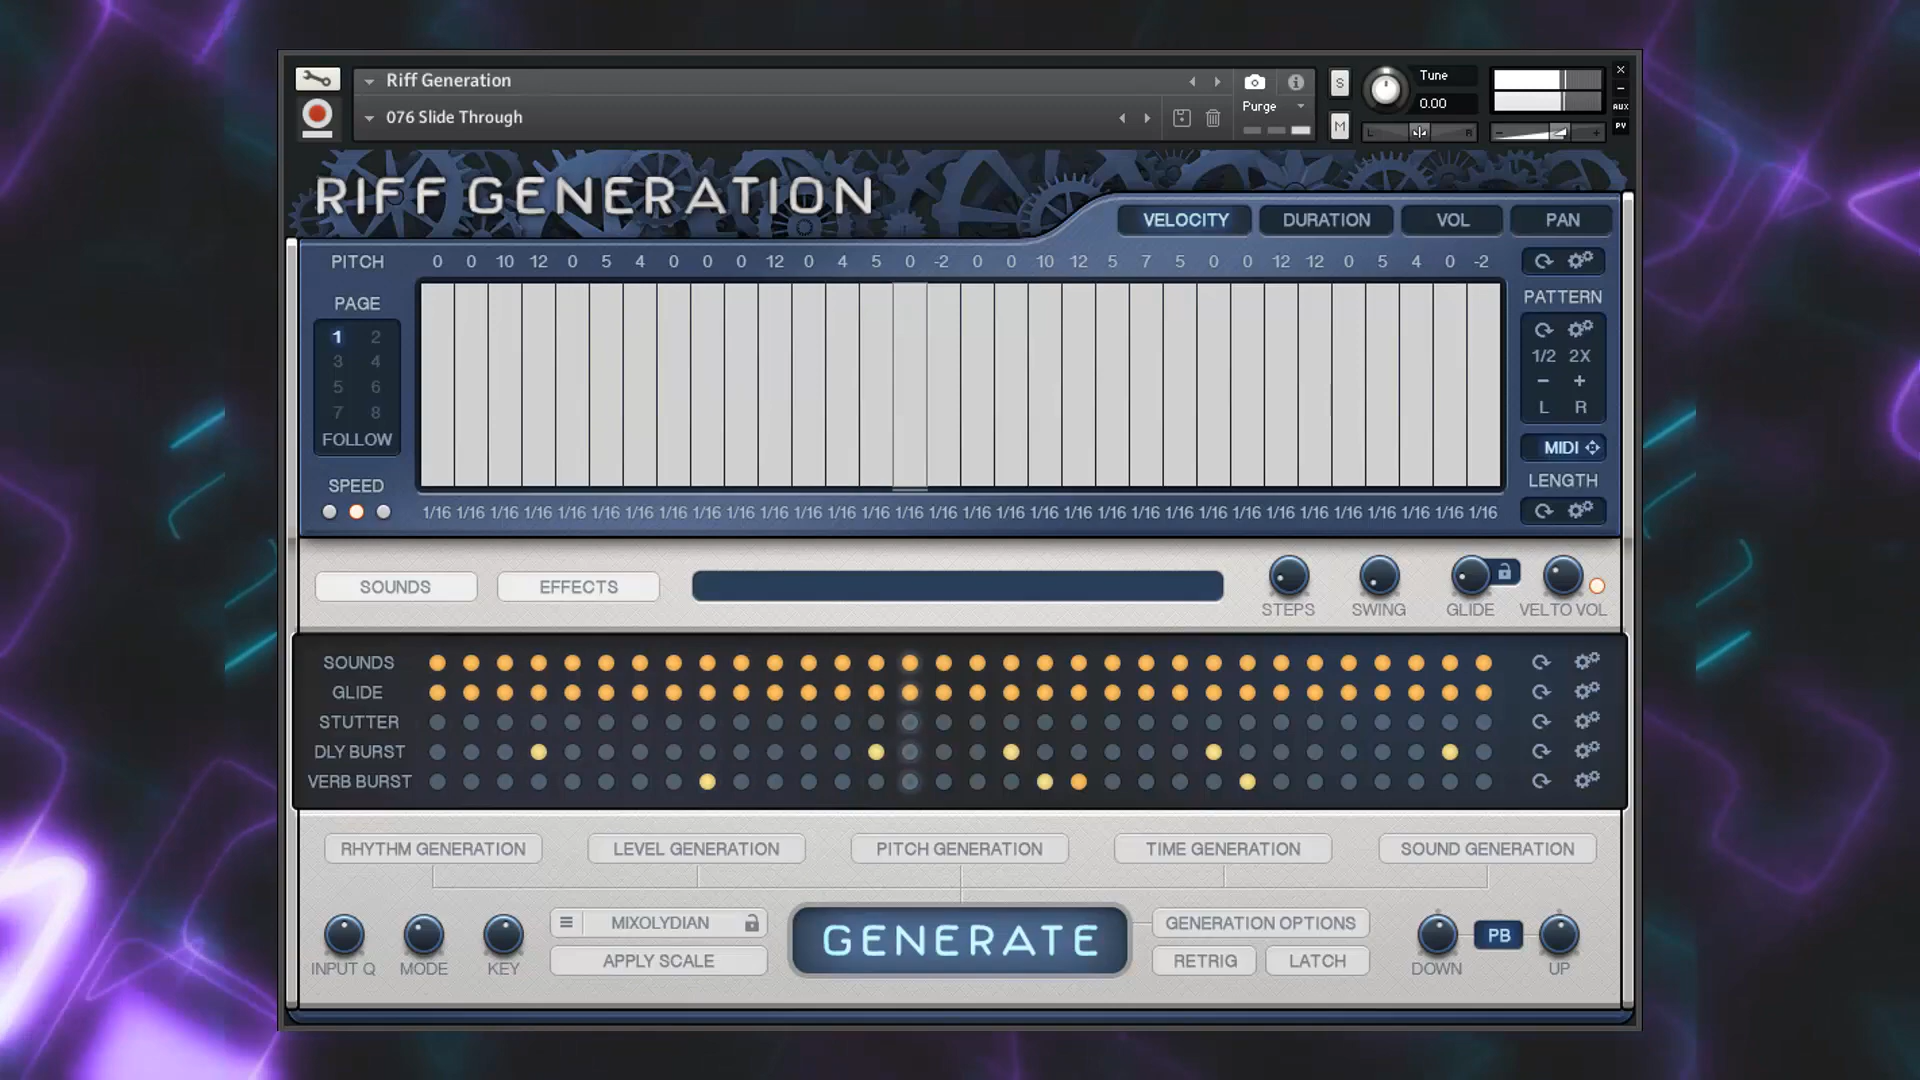 Riff Generation
076 Slide Through
Purge
S
M
Tune
0.00
L R
- +
AUX
PV
RIFF GENERATION
VELOCITY DURATION VOL PAN
PITCH 0 0 10 12 0 5 4 0 0 0 12 0 4 5 0 -2 0 0 10 12 5 7 5 0 0 12 12 0 5 4 0 -2
PAGE
1 2
3 4
5 6
7 8
FOLLOW
SPEED
PATTERN
1/2 2X
- +
L R
MIDI
LENGTH
1/16 1/16 1/16 1/16 1/16 1/16 1/16 1/16 1/16 1/16 1/16 1/16 1/16 1/16 1/16 1/16 1/16 1/16 1/16 1/16 1/16 1/16 1/16 1/16 1/16 1/16 1/16 1/16 1/16 1/16 1/16 1/16
SOUNDS EFFECTS
STEPS SWING GLIDE VELTO VOL
SOUNDS
GLIDE
STUTTER
DLY BURST
VERB BURST
RHYTHM GENERATION LEVEL GENERATION PITCH GENERATION TIME GENERATION SOUND GENERATION
INPUT Q MODE KEY
MIXOLYDIAN
APPLY SCALE
GENERATE
GENERATION OPTIONS
RETRIG LATCH
DOWN PB UP